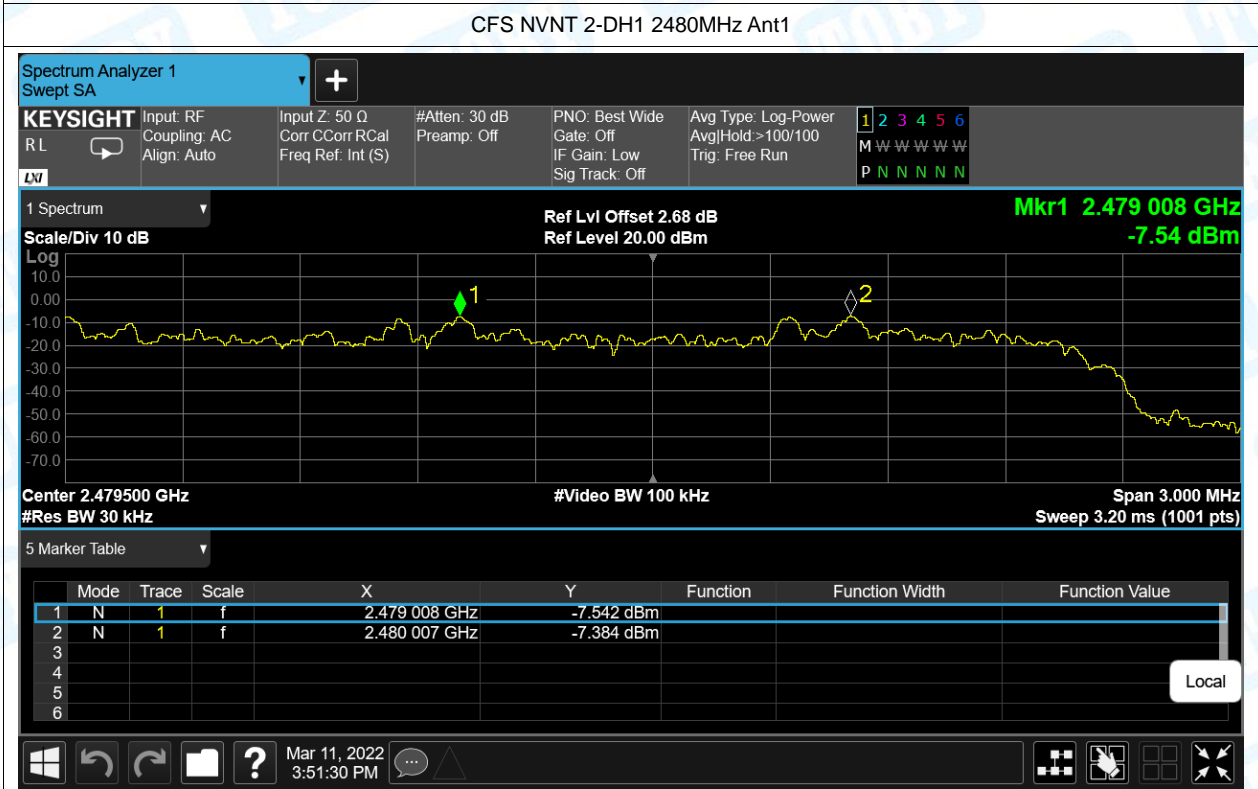 CFS NVNT 2-DH1 2480MHz Ant1
Spectrum Analyzer 1
Swept SA
+
KEYSIGHT
RL
LXI
Input: RF
Coupling: AC
Align: Auto
Input Z: 50 Ω
Corr CCorr RCal
Freq Ref: Int (S)
#Atten: 30 dB
Preamp: Off
PNO: Best Wide
Gate: Off
IF Gain: Low
Sig Track: Off
Avg Type: Log-Power
Avg|Hold:>100/100
Trig: Free Run
1 2 3 4 5 6
M W W W W W
P N N N N N
1 Spectrum
Scale/Div 10 dB
Ref Lvl Offset 2.68 dB
Ref Level 20.00 dBm
Mkr1 2.479 008 GHz
-7.54 dBm
Log
10.0
0.00
-10.0
-20.0
-30.0
-40.0
-50.0
-60.0
-70.0
1
2
Center 2.479500 GHz
#Video BW 100 kHz
Span 3.000 MHz
#Res BW 30 kHz
Sweep 3.20 ms (1001 pts)
5 Marker Table
Mode Trace Scale X Y Function Function Width Function Value
1 N 1 f 2.479 008 GHz -7.542 dBm
2 N 1 f 2.480 007 GHz -7.384 dBm
3
4
5
6
Local
?
Mar 11, 2022
3:51:30 PM